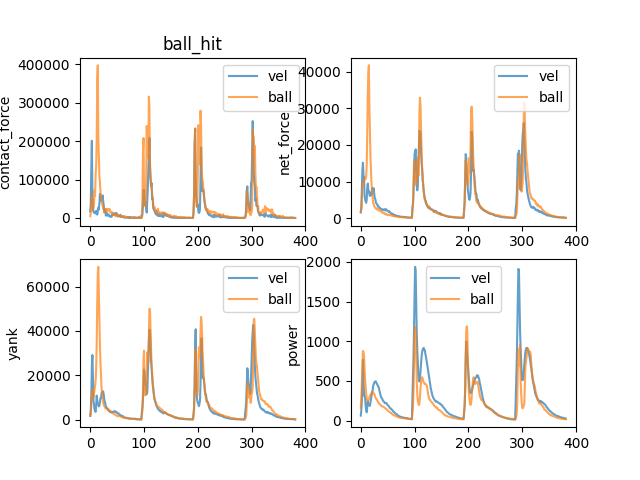 ball_hit
contact_force
400000
300000
200000
100000
0
0 100 200 300 400
vel
ball
net_force
40000
30000
20000
10000
0
0 100 200 300 400
vel
ball
yank
60000
40000
20000
0
0 100 200 300 400
vel
ball
power
2000
1500
1000
500
0
0 100 200 300 400
vel
ball